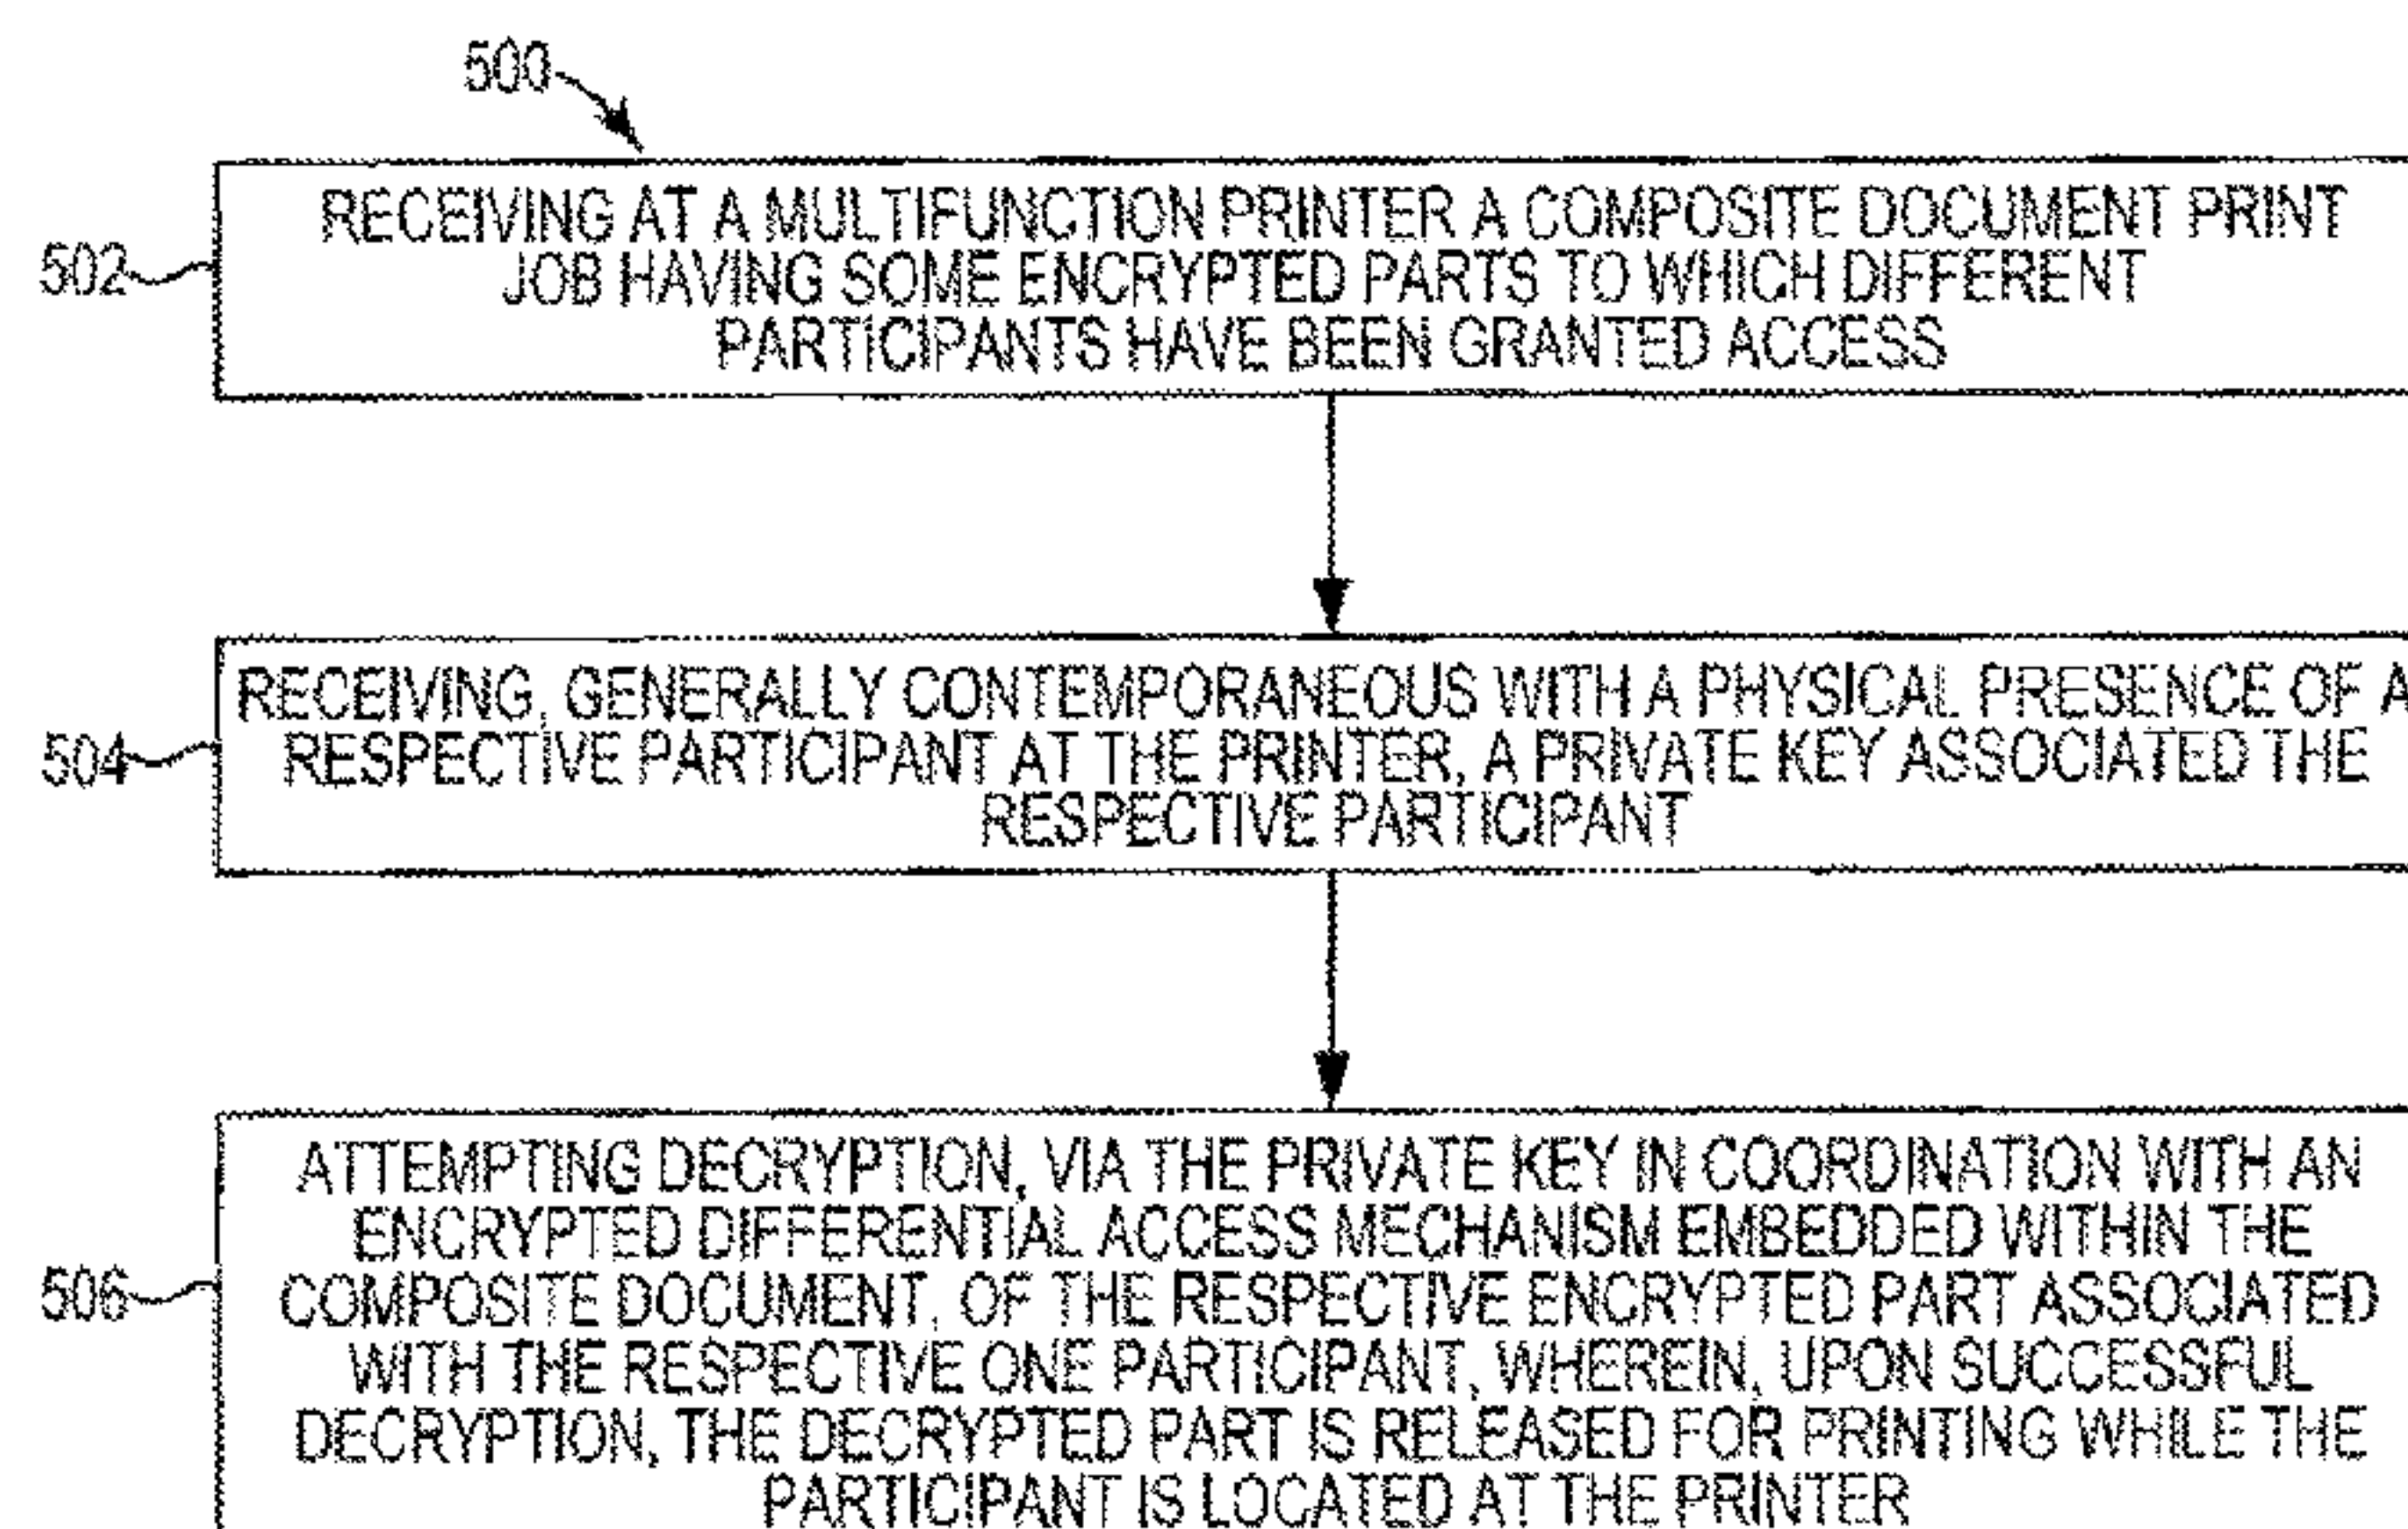 500
502
RECEIVING AT A MULTIFUNCTION PRINTER A COMPOSITE DOCUMENT PRINT
JOB HAVING SOME ENCRYPTED PARTS TO WHICH DIFFERENT
PARTICIPANTS HAVE BEEN GRANTED ACCESS
504
RECEIVING, GENERALLY CONTEMPORANEOUS WITH A PHYSICAL PRESENCE OF A
RESPECTIVE PARTICIPANT AT THE PRINTER, A PRIVATE KEY ASSOCIATED THE
RESPECTIVE PARTICIPANT
506
ATTEMPTING DECRYPTION, VIA THE PRIVATE KEY IN COORDINATION WITH AN
ENCRYPTED DIFFERENTIAL ACCESS MECHANISM EMBEDDED WITHIN THE
COMPOSITE DOCUMENT, OF THE RESPECTIVE ENCRYPTED PART ASSOCIATED
WITH THE RESPECTIVE ONE PARTICIPANT, WHEREIN, UPON SUCCESSFUL
DECRYPTION, THE DECRYPTED PART IS RELEASED FOR PRINTING WHILE THE
PARTICIPANT IS LOCATED AT THE PRINTER